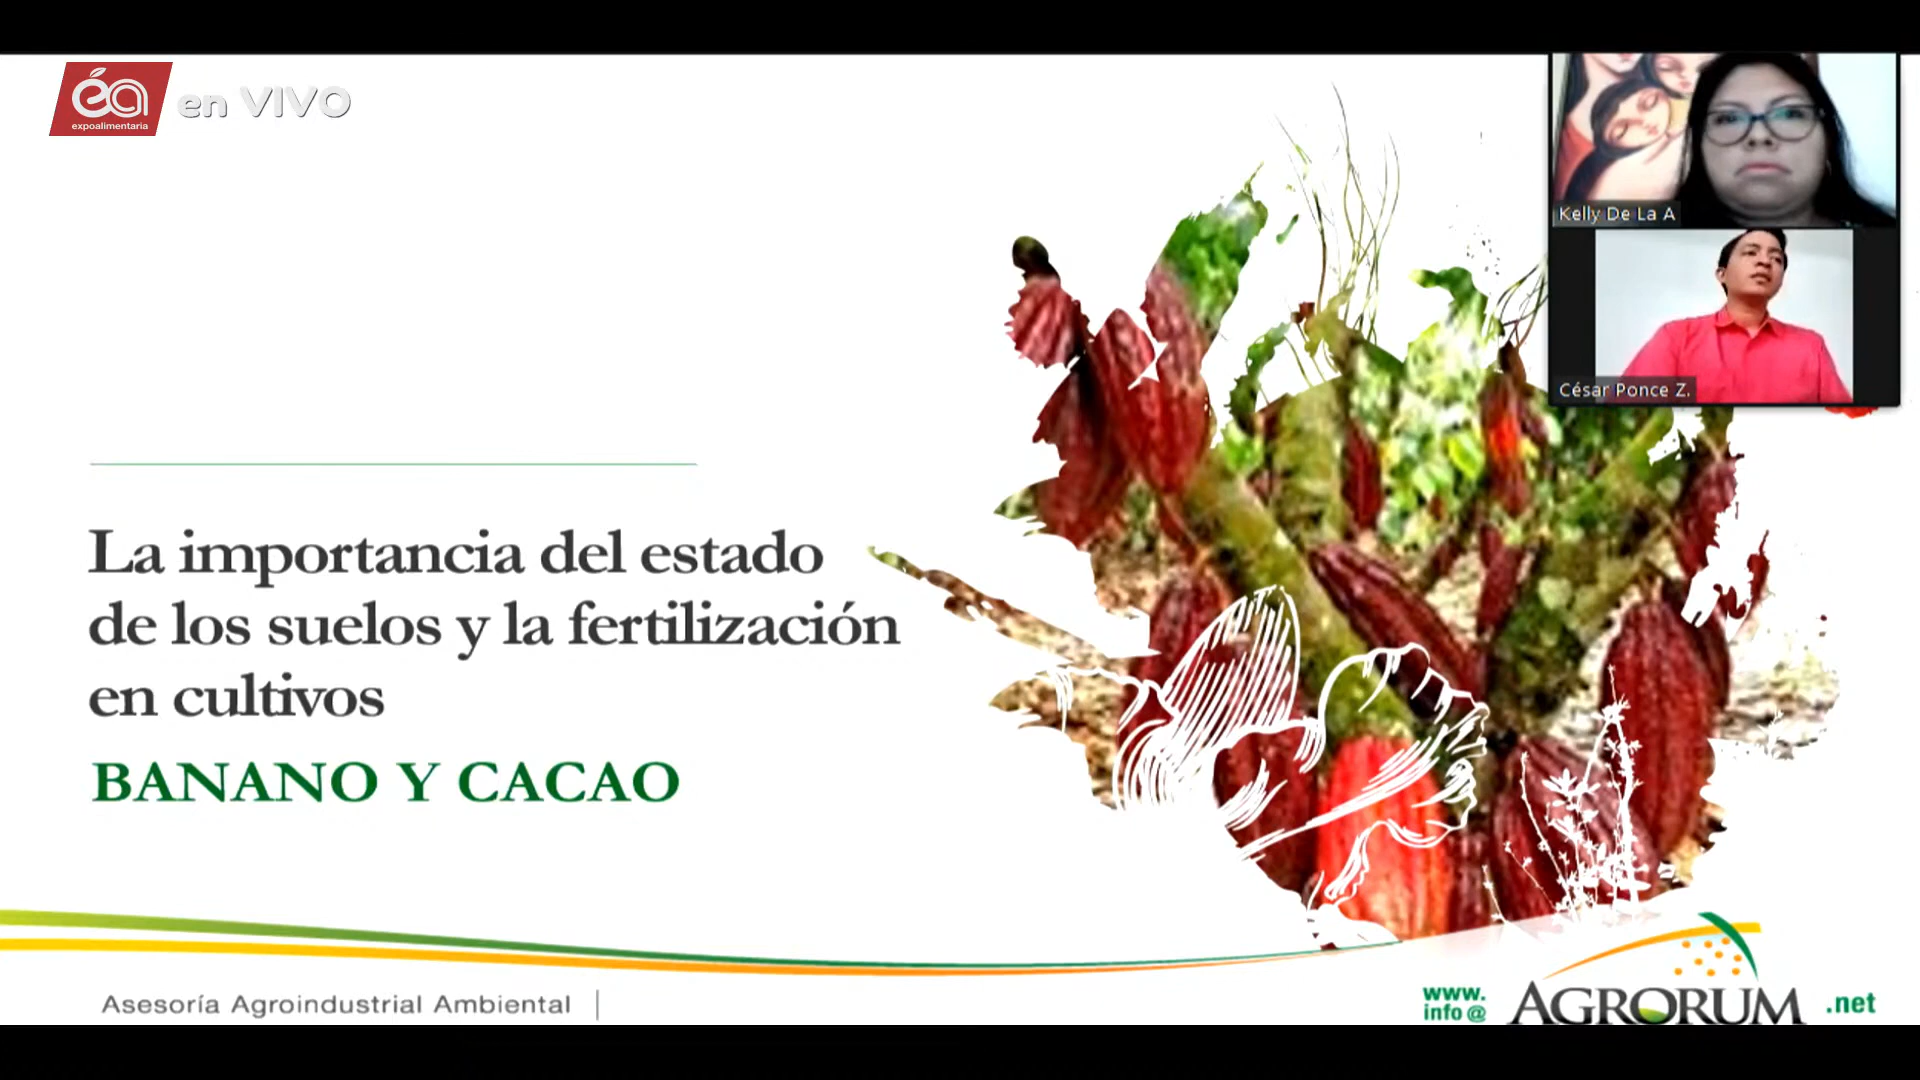 éa
expoalimentaria
en VIVO
Kelly De La A
César Ponce Z.
La importancia del estado
de los suelos y la fertilización
en cultivos
BANANO Y CACAO
Asesoría Agroindustrial Ambiental
www.
info@
AGRORUM
.net